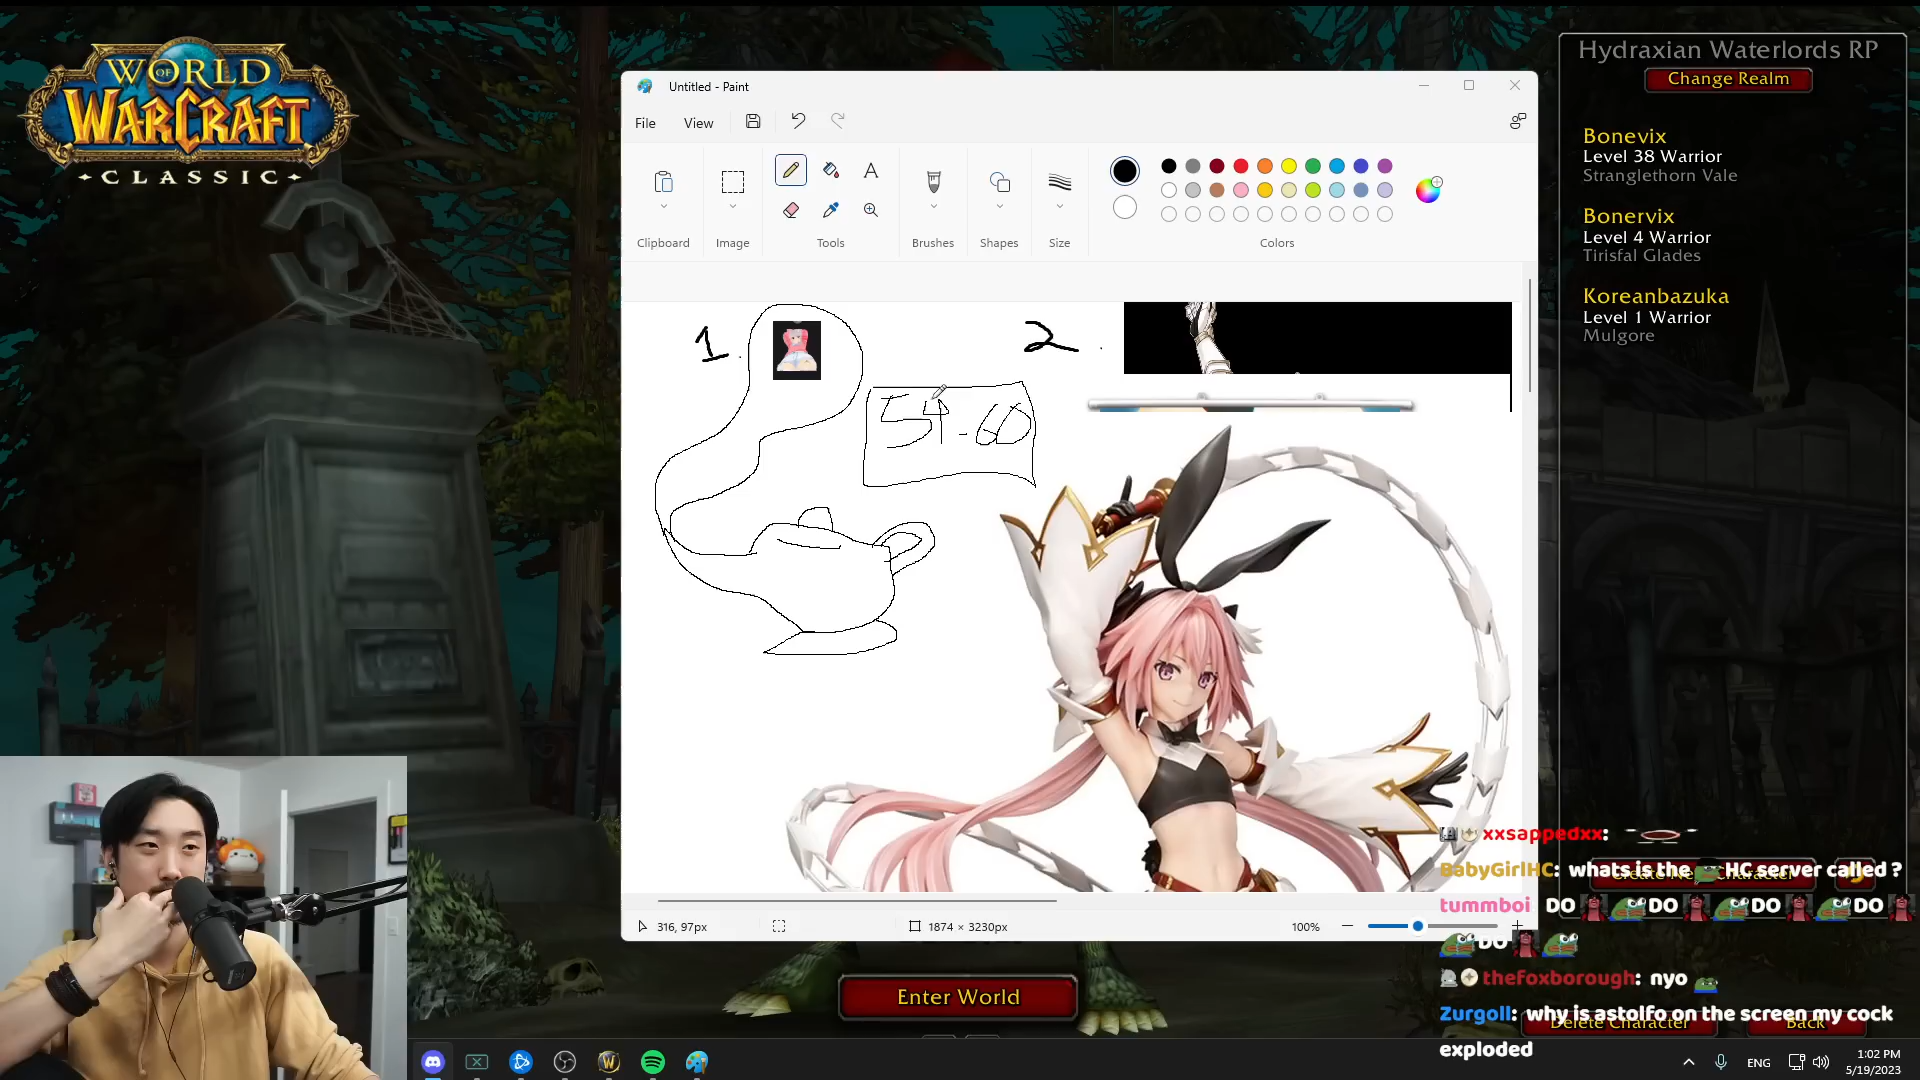 WORLD
OF
WARCRAFT
CLASSIC
Untitled - Paint
File
View
Clipboard
Image
A
Tools
Brushes
Shapes
Size
Colors
1.
2.
54-60
316, 97px
1874 × 3230px
100%
Hydraxian Waterlords RP
Change Realm
Bonevix
Level 38 Warrior
Stranglethorn Vale
Bonervix
Level 4 Warrior
Tirisfal Glades
Koreanbazuka
Level 1 Warrior
Mulgore
xxsappedxx:
BabyGirlHC: whats is the HC server called ?
tummboi DO DO DO DO
DO
thefoxborough: nyo
Zurgoll: why is astolfo on the screen my cock
exploded
Delete Character
Back
Enter World
ENG
1:02 PM
5/19/2023